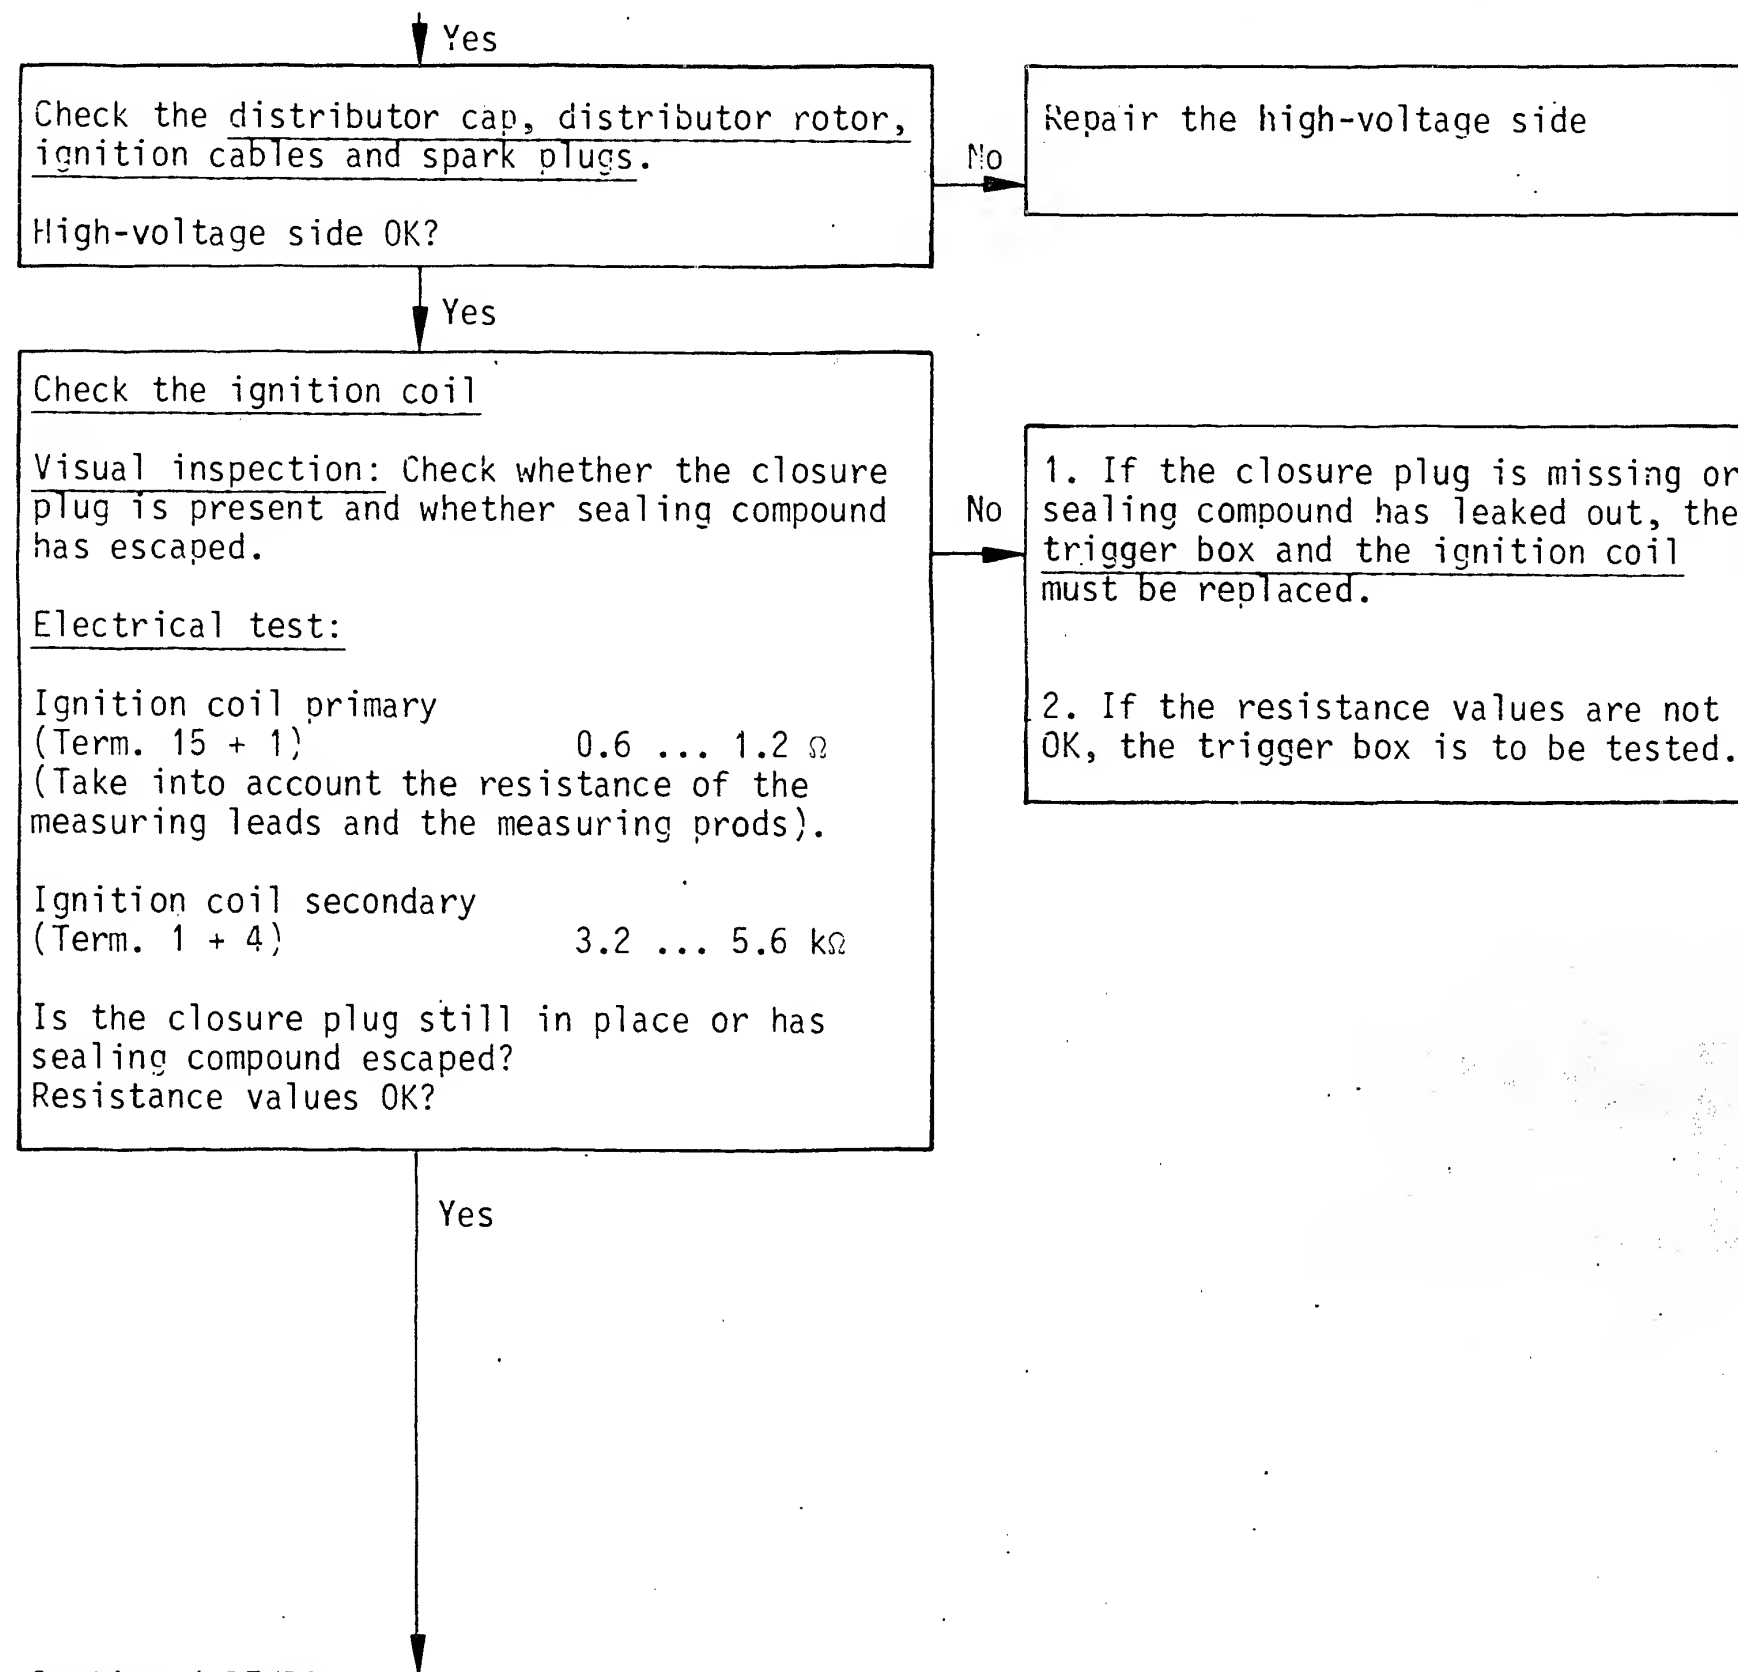 Yes
Check the distributor cap, distributor rotor,
ignition cables and spark plugs.
High-voltage side OK?
No
Repair the high-voltage side
Yes
Check the ignition coil
Visual inspection: Check whether the closure
plug is present and whether sealing compound
has escaped.
Electrical test:
Ignition coil primary
(Term. 15 + 1) 0.6 ... 1.2 Ω
(Take into account the resistance of the
measuring leads and the measuring prods).
Ignition coil secondary
(Term. 1 + 4) 3.2 ... 5.6 kΩ
Is the closure plug still in place or has
sealing compound escaped?
Resistance values OK?
No
1. If the closure plug is missing or
sealing compound has leaked out, the
trigger box and the ignition coil
must be replaced.
2. If the resistance values are not
OK, the trigger box is to be tested.
Yes